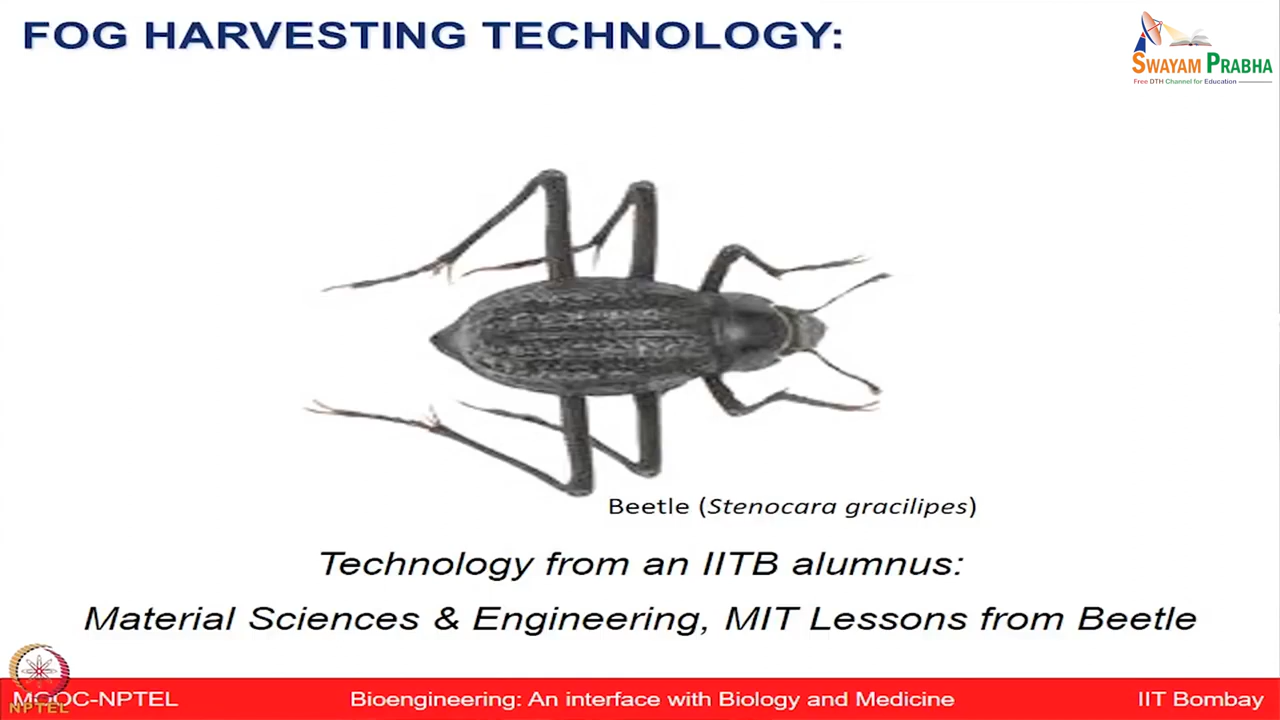 FOG HARVESTING TECHNOLOGY:
SWAYAM PRABHA
Free DTH Channel for Education
Beetle (Stenocara gracilipes)
Technology from an IITB alumnus:
Material Sciences & Engineering, MIT Lessons from Beetle
MOOC-NPTEL
NPTEL
Bioengineering: An interface with Biology and Medicine
IIT Bombay